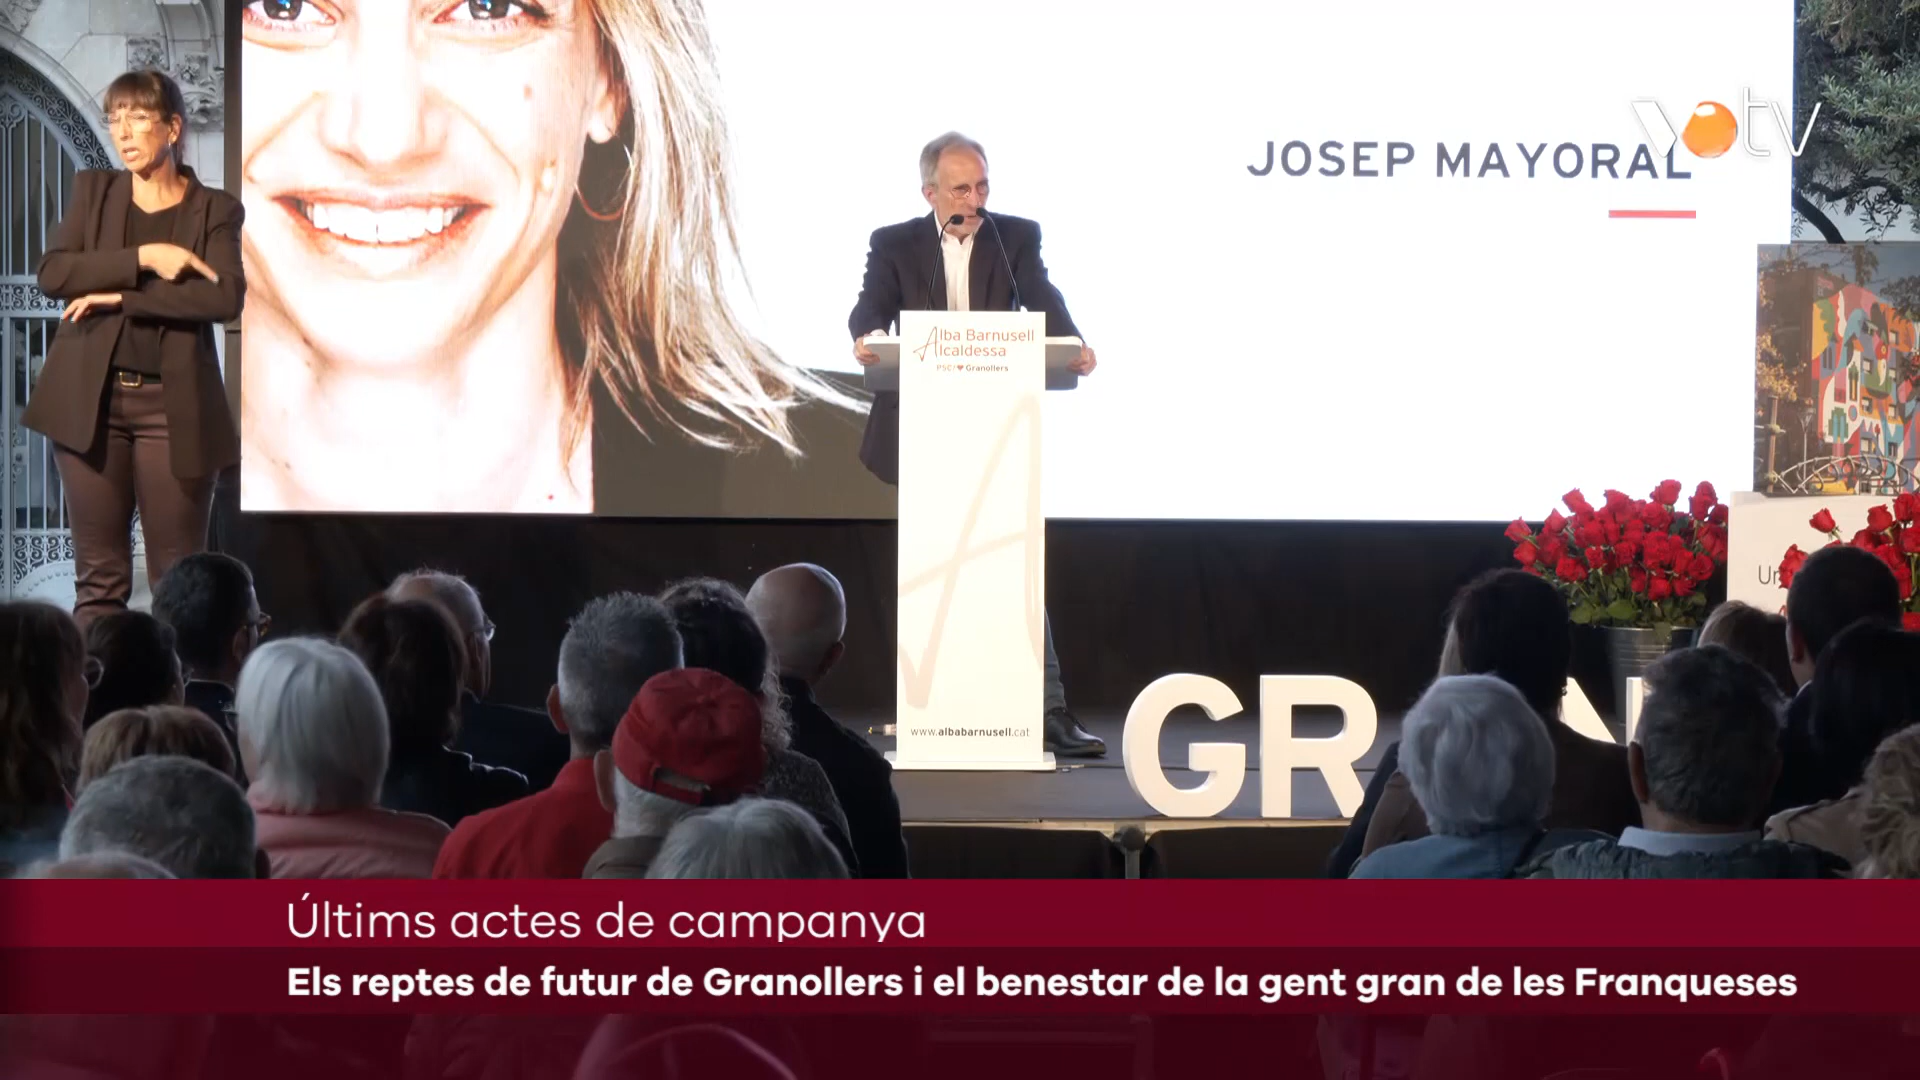 votv
JOSEP MAYORAL
Alba Barnusell
Alcaldessa
PSC Granollers
www.albabarnusell.cat
GR N
Últims actes de campanya
Els reptes de futur de Granollers i el benestar de la gent gran de les Franqueses